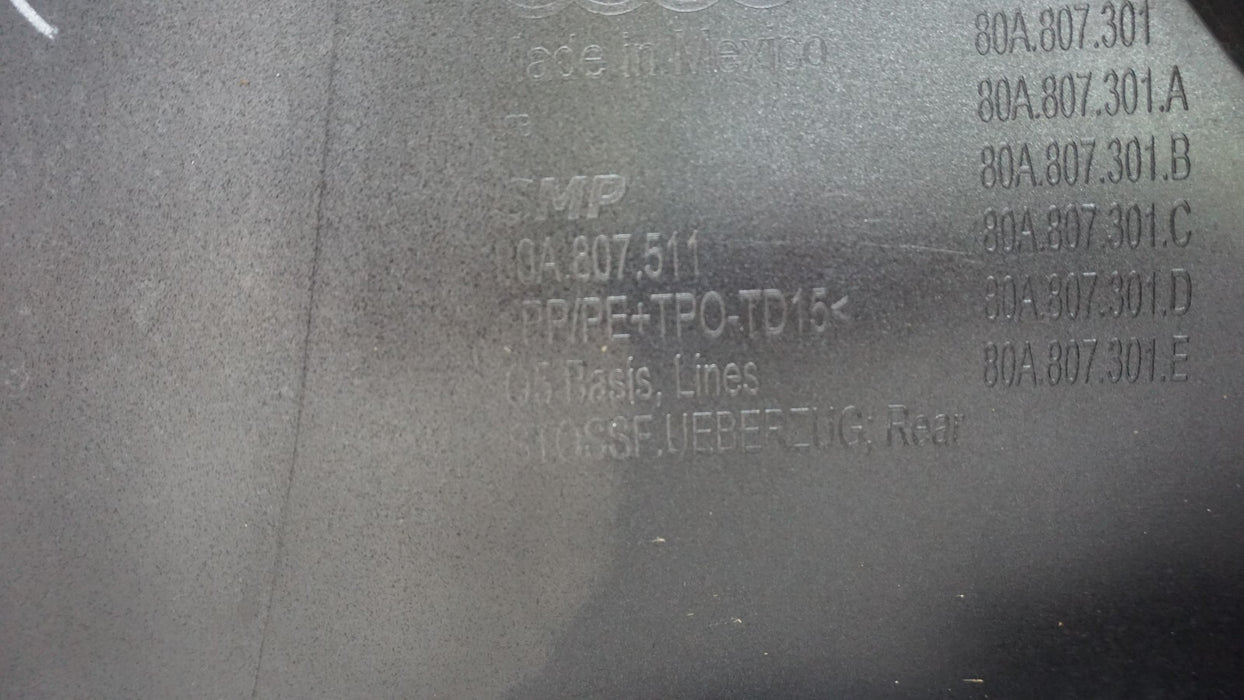 Made in Mexico
SMP
80A.807.511
>PP/PE+TPO-TD15<
Q5 Basis, Lines
STOSSF.UEBERZUG; Rear
80A.807.301
80A.807.301.A
80A.807.301.B
80A.807.301.C
80A.807.301.D
80A.807.301.E